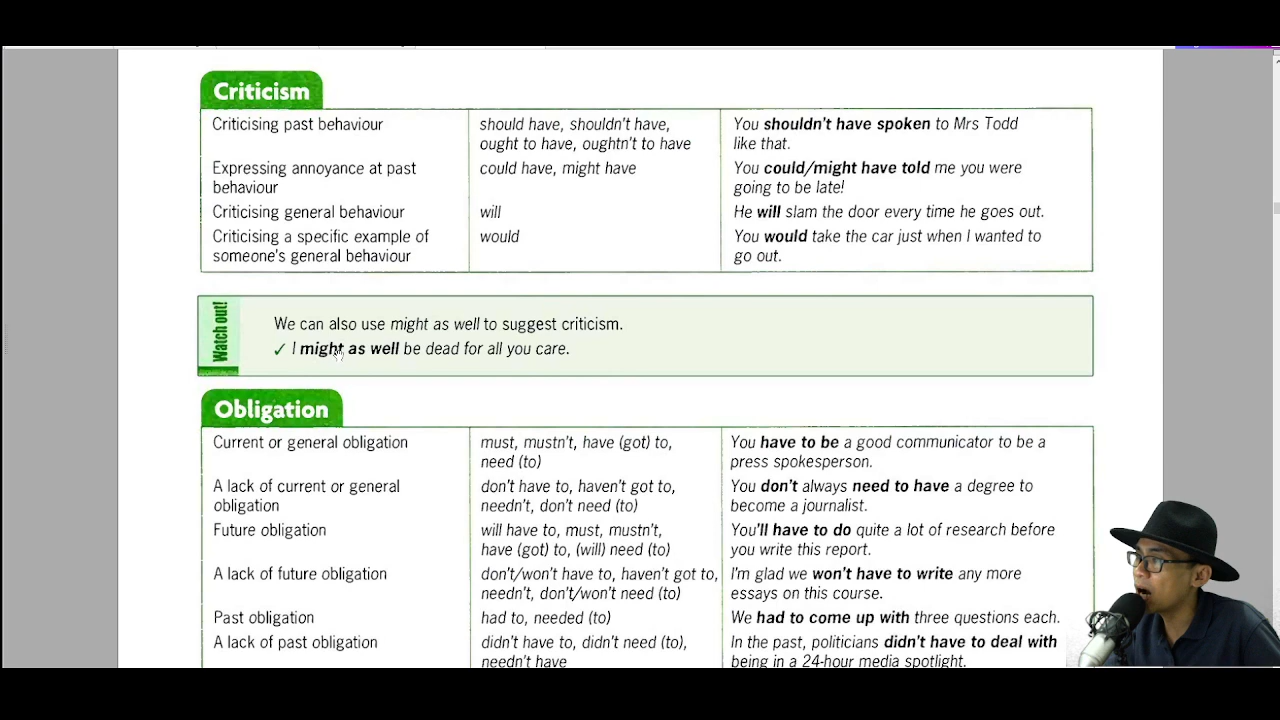 Criticism
Criticising past behaviour
should have, shouldn't have,
ought to have, oughtn't to have
You shouldn't have spoken to Mrs Todd
like that.
Expressing annoyance at past
behaviour
could have, might have
You could/might have told me you were
going to be late!
Criticising general behaviour
will
He will slam the door every time he goes out.
Criticising a specific example of
someone's general behaviour
would
You would take the car just when I wanted to
go out.
Watch out!
We can also use might as well to suggest criticism.
✓ I might as well be dead for all you care.
Obligation
Current or general obligation
must, mustn't, have (got) to,
need (to)
You have to be a good communicator to be a
press spokesperson.
A lack of current or general
obligation
don't have to, haven't got to,
needn't, don't need (to)
You don't always need to have a degree to
become a journalist.
Future obligation
will have to, must, mustn't,
have (got) to, (will) need (to)
You'll have to do quite a lot of research before
you write this report.
A lack of future obligation
don't/won't have to, haven't got to,
needn't, don't/won't need (to)
I'm glad we won't have to write any more
essays on this course.
Past obligation
had to, needed (to)
We had to come up with three questions each.
A lack of past obligation
didn't have to, didn't need (to),
needn't have
In the past, politicians didn't have to deal with
being in a 24-hour media spotlight.